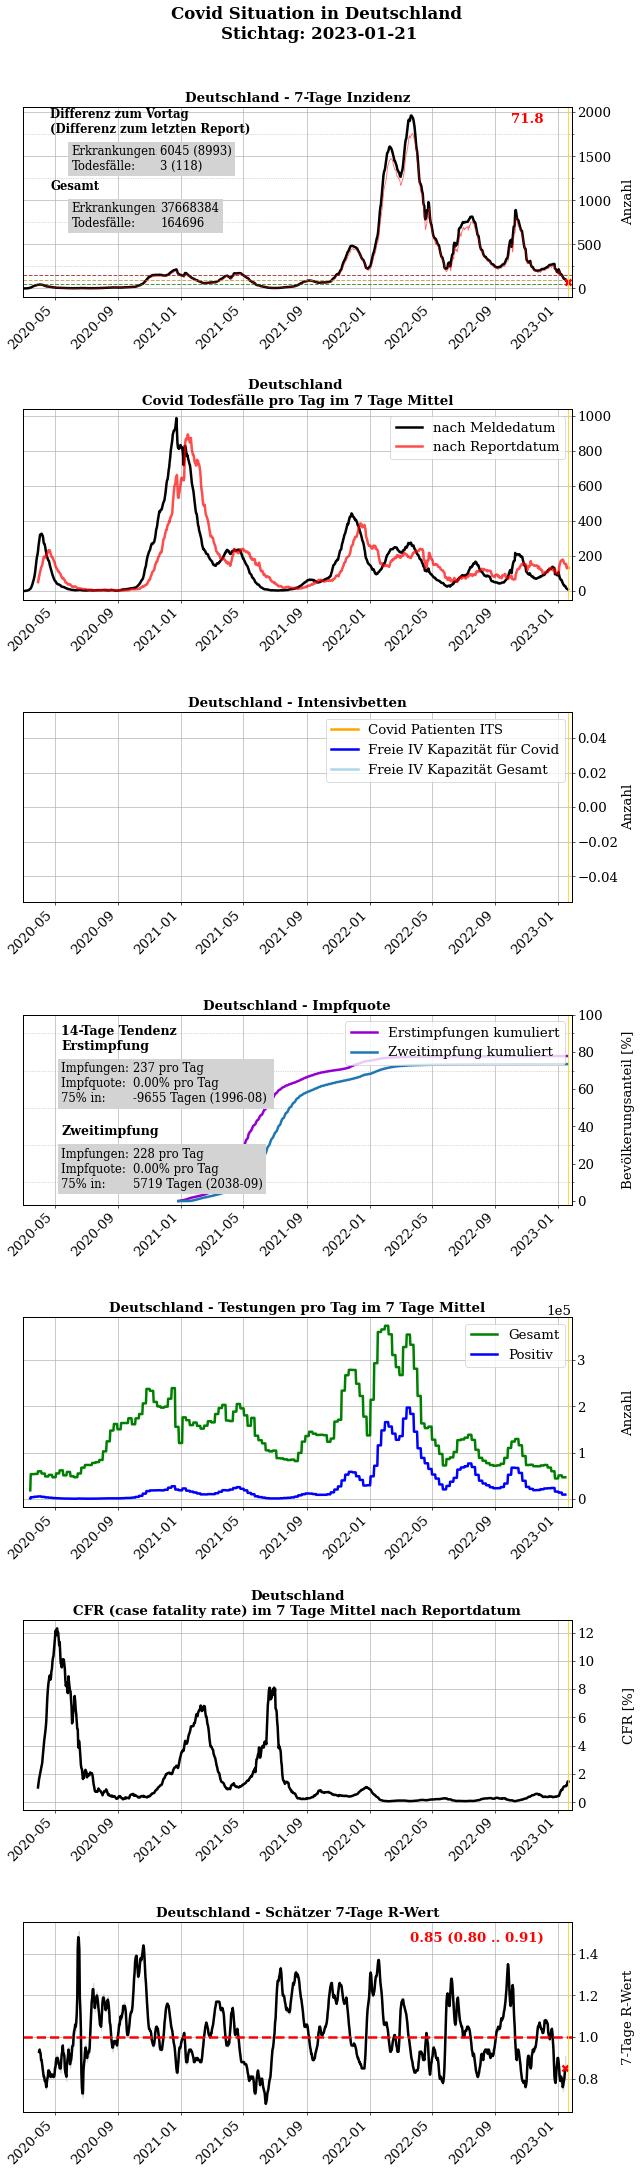 Covid Situation in Deutschland
Stichtag: 2023-01-21
Deutschland - 7-Tage Inzidenz
Differenz zum Vortag
(Differenz zum letzten Report)
Erkrankungen 6045 (8993)
Todesfälle: 3 (118)
Gesamt
Erkrankungen 37668384
Todesfälle: 164696
71.8
2000
1500
1000
500
0
Anzahl
2020-05
2020-09
2021-01
2021-05
2021-09
2022-01
2022-05
2022-09
2023-01
Deutschland
Covid Todesfälle pro Tag im 7 Tage Mittel
nach Meldedatum
nach Reportdatum
1000
800
600
400
200
0
2020-05
2020-09
2021-01
2021-05
2021-09
2022-01
2022-05
2022-09
2023-01
Deutschland - Intensivbetten
Covid Patienten ITS
Freie IV Kapazität für Covid
Freie IV Kapazität Gesamt
0.04
0.02
0.00
−0.02
−0.04
Anzahl
2020-05
2020-09
2021-01
2021-05
2021-09
2022-01
2022-05
2022-09
2023-01
Deutschland - Impfquote
14-Tage Tendenz
Erstimpfung
Impfungen: 237 pro Tag
Impfquote: 0.00% pro Tag
75% in: -9655 Tagen (1996-08)
Zweitimpfung
Impfungen: 228 pro Tag
Impfquote: 0.00% pro Tag
75% in: 5719 Tagen (2038-09)
Erstimpfungen kumuliert
Zweitimpfung kumuliert
100
80
60
40
20
0
Bevölkerungsanteil [%]
2020-05
2020-09
2021-01
2021-05
2021-09
2022-01
2022-05
2022-09
2023-01
Deutschland - Testungen pro Tag im 7 Tage Mittel
1e5
Gesamt
Positiv
3
2
1
0
Anzahl
2020-05
2020-09
2021-01
2021-05
2021-09
2022-01
2022-05
2022-09
2023-01
Deutschland
CFR (case fatality rate) im 7 Tage Mittel nach Reportdatum
12
10
8
6
4
2
0
CFR [%]
2020-05
2020-09
2021-01
2021-05
2021-09
2022-01
2022-05
2022-09
2023-01
Deutschland - Schätzer 7-Tage R-Wert
0.85 (0.80 .. 0.91)
1.4
1.2
1.0
0.8
7-Tage R-Wert
2020-05
2020-09
2021-01
2021-05
2021-09
2022-01
2022-05
2022-09
2023-01